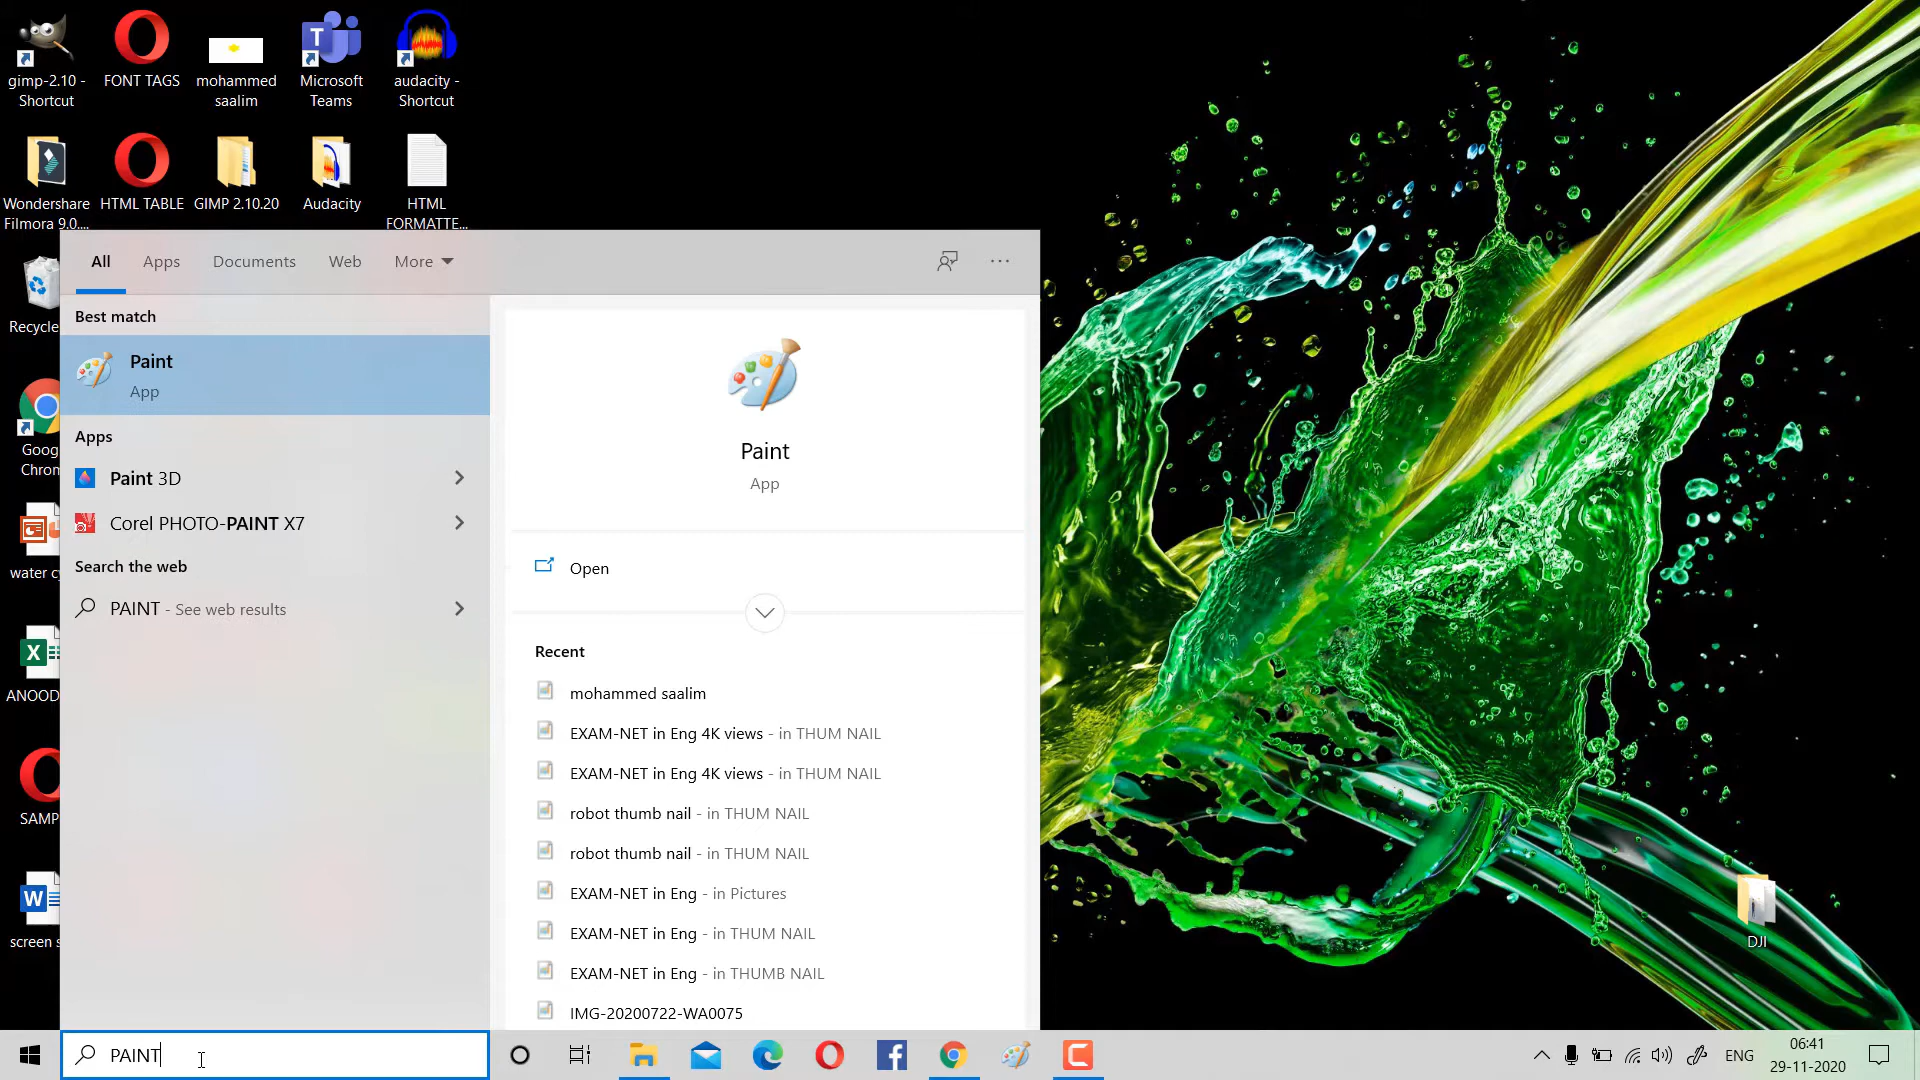 gimp-2.10 -
Shortcut
FONT TAGS
mohammed
saalim
Microsoft
Teams
audacity -
Shortcut
Wondershare
Filmora 9.0....
HTML TABLE
GIMP 2.10.20
Audacity
HTML
FORMATTE...
Recycle
Goog
Chrom
water cy
ANOOD
SAMP
screen s
All
Apps
Documents
Web
More
Best match
Paint
App
Apps
Paint 3D
Corel PHOTO-PAINT X7
Search the web
PAINT - See web results
Paint
App
Open
Recent
mohammed saalim
EXAM-NET in Eng 4K views - in THUM NAIL
EXAM-NET in Eng 4K views - in THUM NAIL
robot thumb nail - in THUM NAIL
robot thumb nail - in THUM NAIL
EXAM-NET in Eng - in Pictures
EXAM-NET in Eng - in THUM NAIL
EXAM-NET in Eng - in THUMB NAIL
IMG-20200722-WA0075
DJI
PAINT
ENG
06:41
29-11-2020